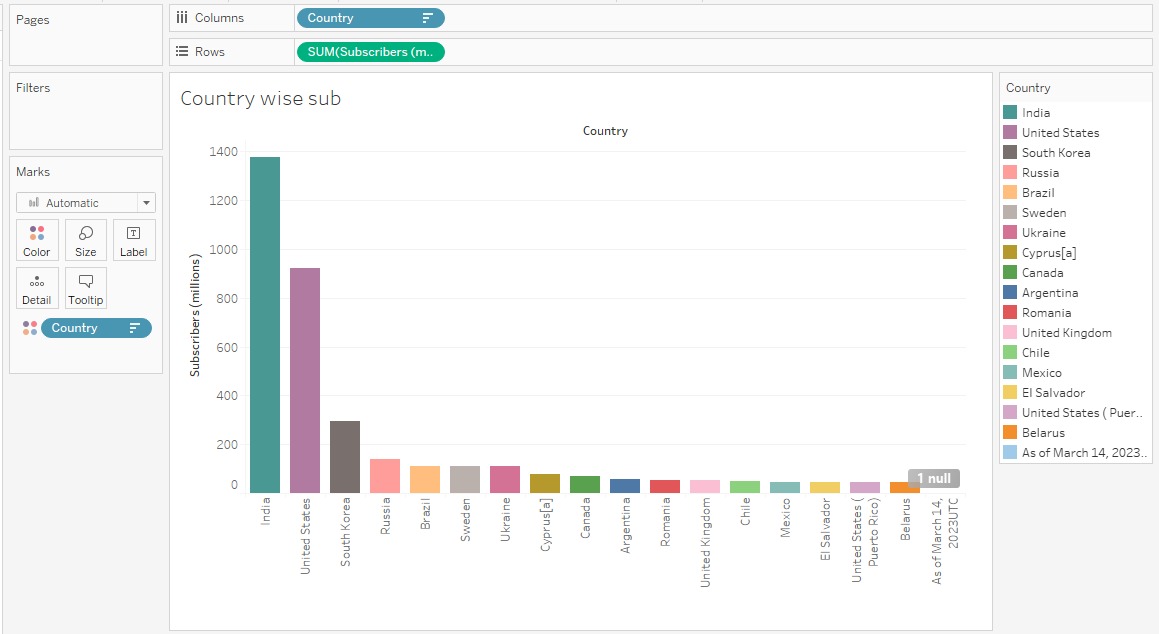 Pages
Columns
Country
Rows
SUM(Subscribers (m..
Filters
Marks
Automatic
Color
Size
Label
Detail
Tooltip
Country
Country wise sub
Country
Subscribers (millions)
1400
1200
1000
800
600
400
200
0
1 null
India
United States
South Korea
Russia
Brazil
Sweden
Ukraine
Cyprus[a]
Canada
Argentina
Romania
United Kingdom
Chile
Mexico
El Salvador
United States (
Puerto Rico)
Belarus
As of March 14,
2023UTC
Country
India
United States
South Korea
Russia
Brazil
Sweden
Ukraine
Cyprus[a]
Canada
Argentina
Romania
United Kingdom
Chile
Mexico
El Salvador
United States ( Puer..
Belarus
As of March 14, 2023..